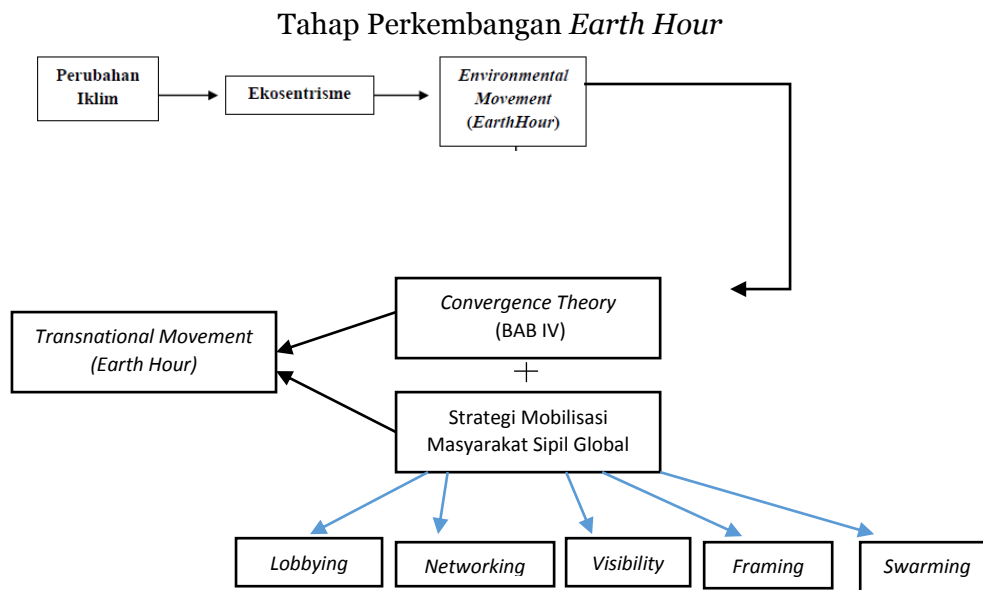 Tahap Perkembangan Earth Hour
Perubahan
Iklim
Ekosentrisme
Environmental
Movement
(EarthHour)
Convergence Theory
(BAB IV)
Transnational Movement
(Earth Hour)
+
Strategi Mobilisasi
Masyarakat Sipil Global
Lobbying
Networking
Visibility
Framing
Swarming